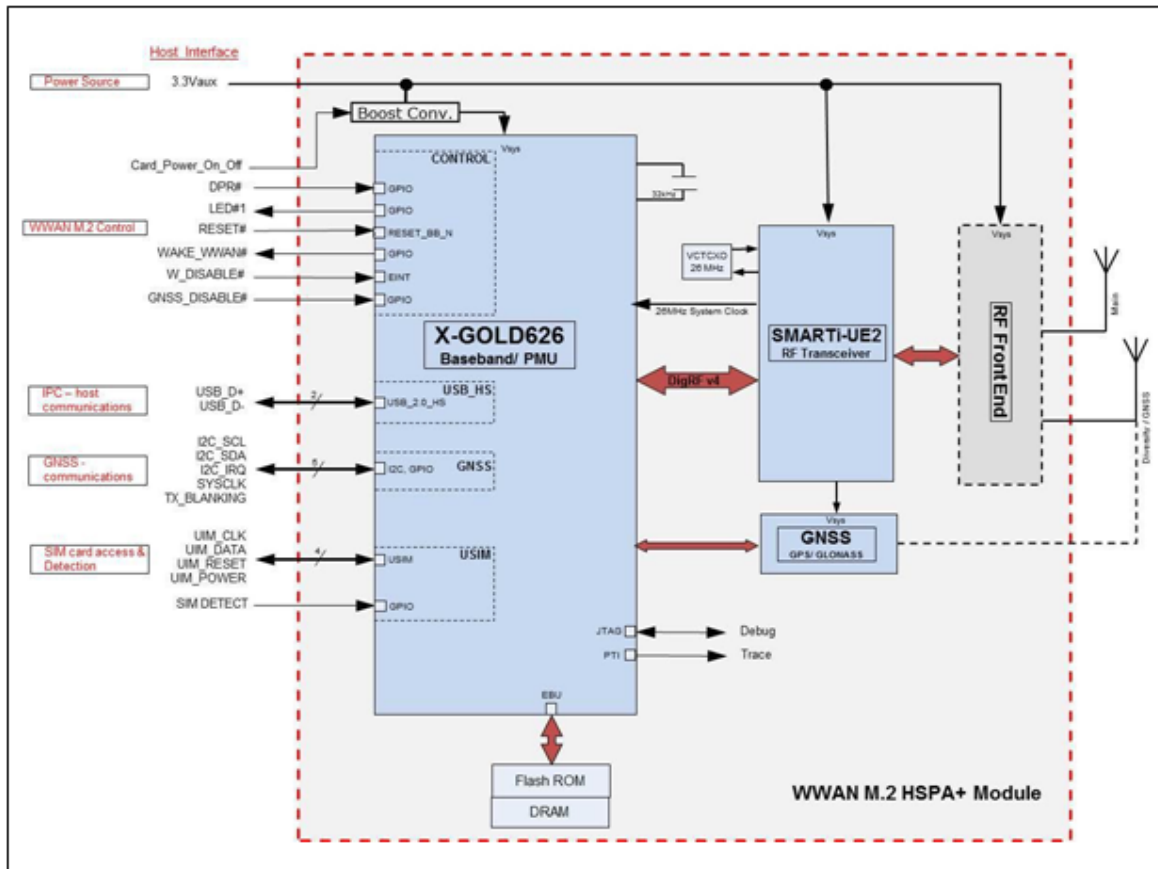 Host Interface
Power Source
3.3Vaux
Boost Conv.
Vsys
CONTROL
Card_Power_On_Off
DPR#
GPIO
LED#1
GPIO
WWAN M.2 Control
RESET#
RESET_BB_N
WAKE_WWAN#
GPIO
W_DISABLE#
EINT
GNSS_DISABLE#
GPIO
32kHz
VCTCXO
26 MHz
26MHz System Clock
X-GOLD626
Baseband/ PMU
Vsys
SMARTi-UE2
RF Transceiver
Vsys
RF Front End
Main
Diversity / GNSS
DigRF v4
IPC – host
communications
USB_D+
USB_D-
2
USB_HS
USB_2.0_HS
GNSS -
communications
I2C_SCL
I2C_SDA
I2C_IRQ
SYSCLK
TX_BLANKING
GNSS
I2C, GPIO
Vsys
GNSS
GPS/ GLONASS
SIM card access &
Detection
UIM_CLK
UIM_DATA
UIM_RESET
UIM_POWER
4
USIM
USIM
SIM DETECT
GPIO
JTAG
Debug
PTI
Trace
EBU
Flash ROM
DRAM
WWAN M.2 HSPA+ Module